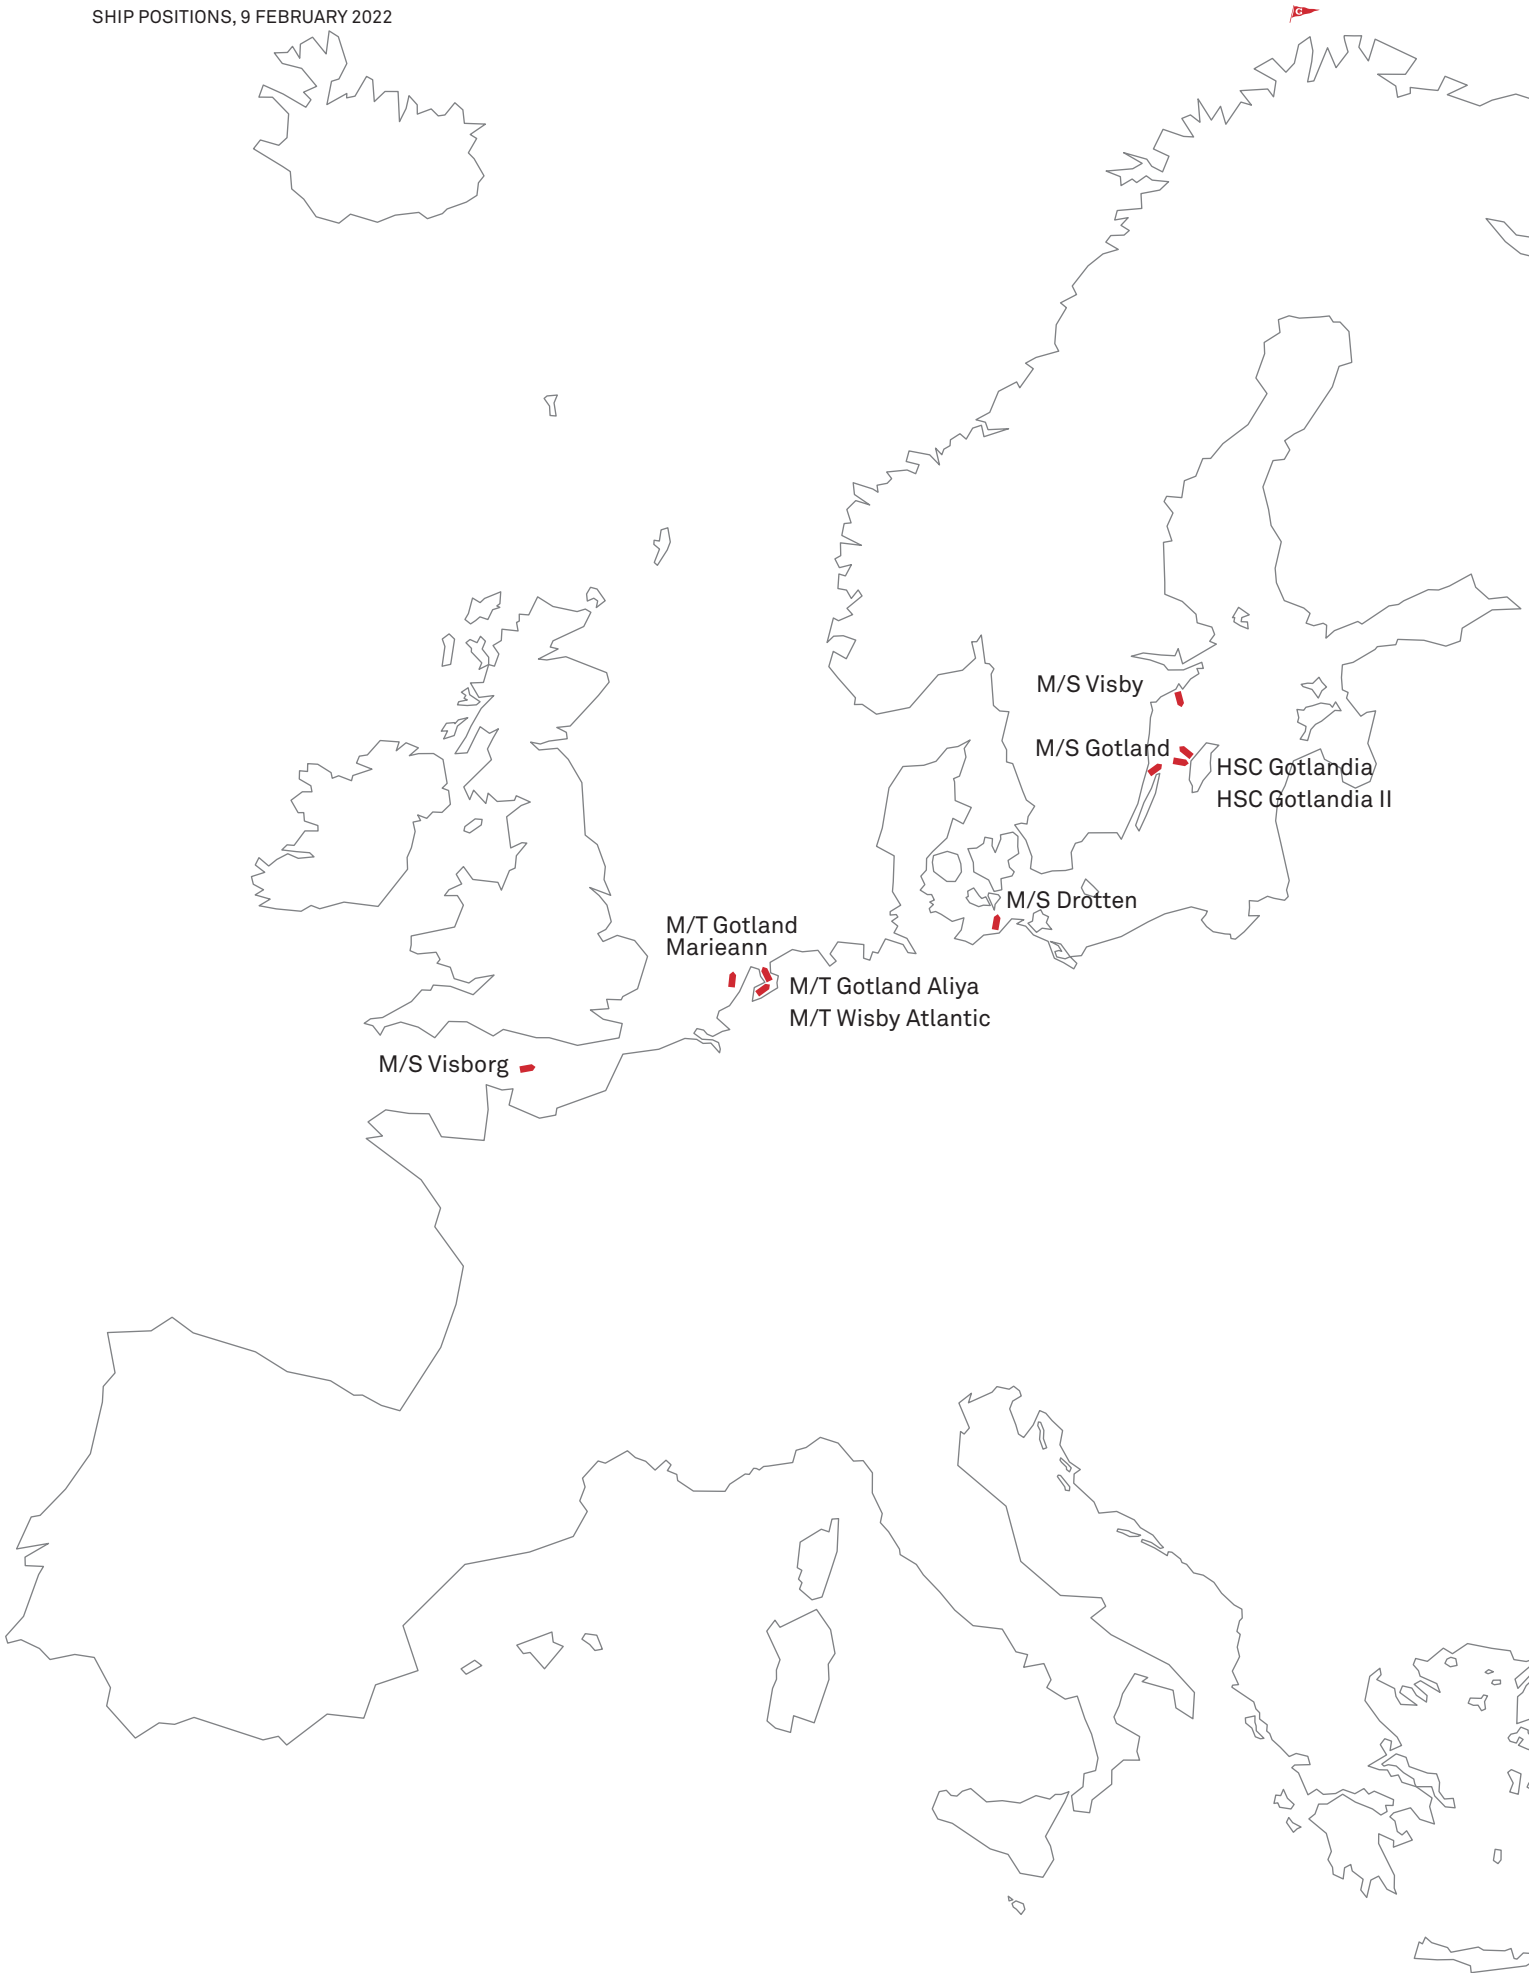 SHIP POSITIONS, 9 FEBRUARY 2022
G
M/S Visby
M/S Gotland
HSC Gotlandia
HSC Gotlandia II
M/S Drotten
M/T Gotland
Marieann
M/T Gotland Aliya
M/T Wisby Atlantic
M/S Visborg